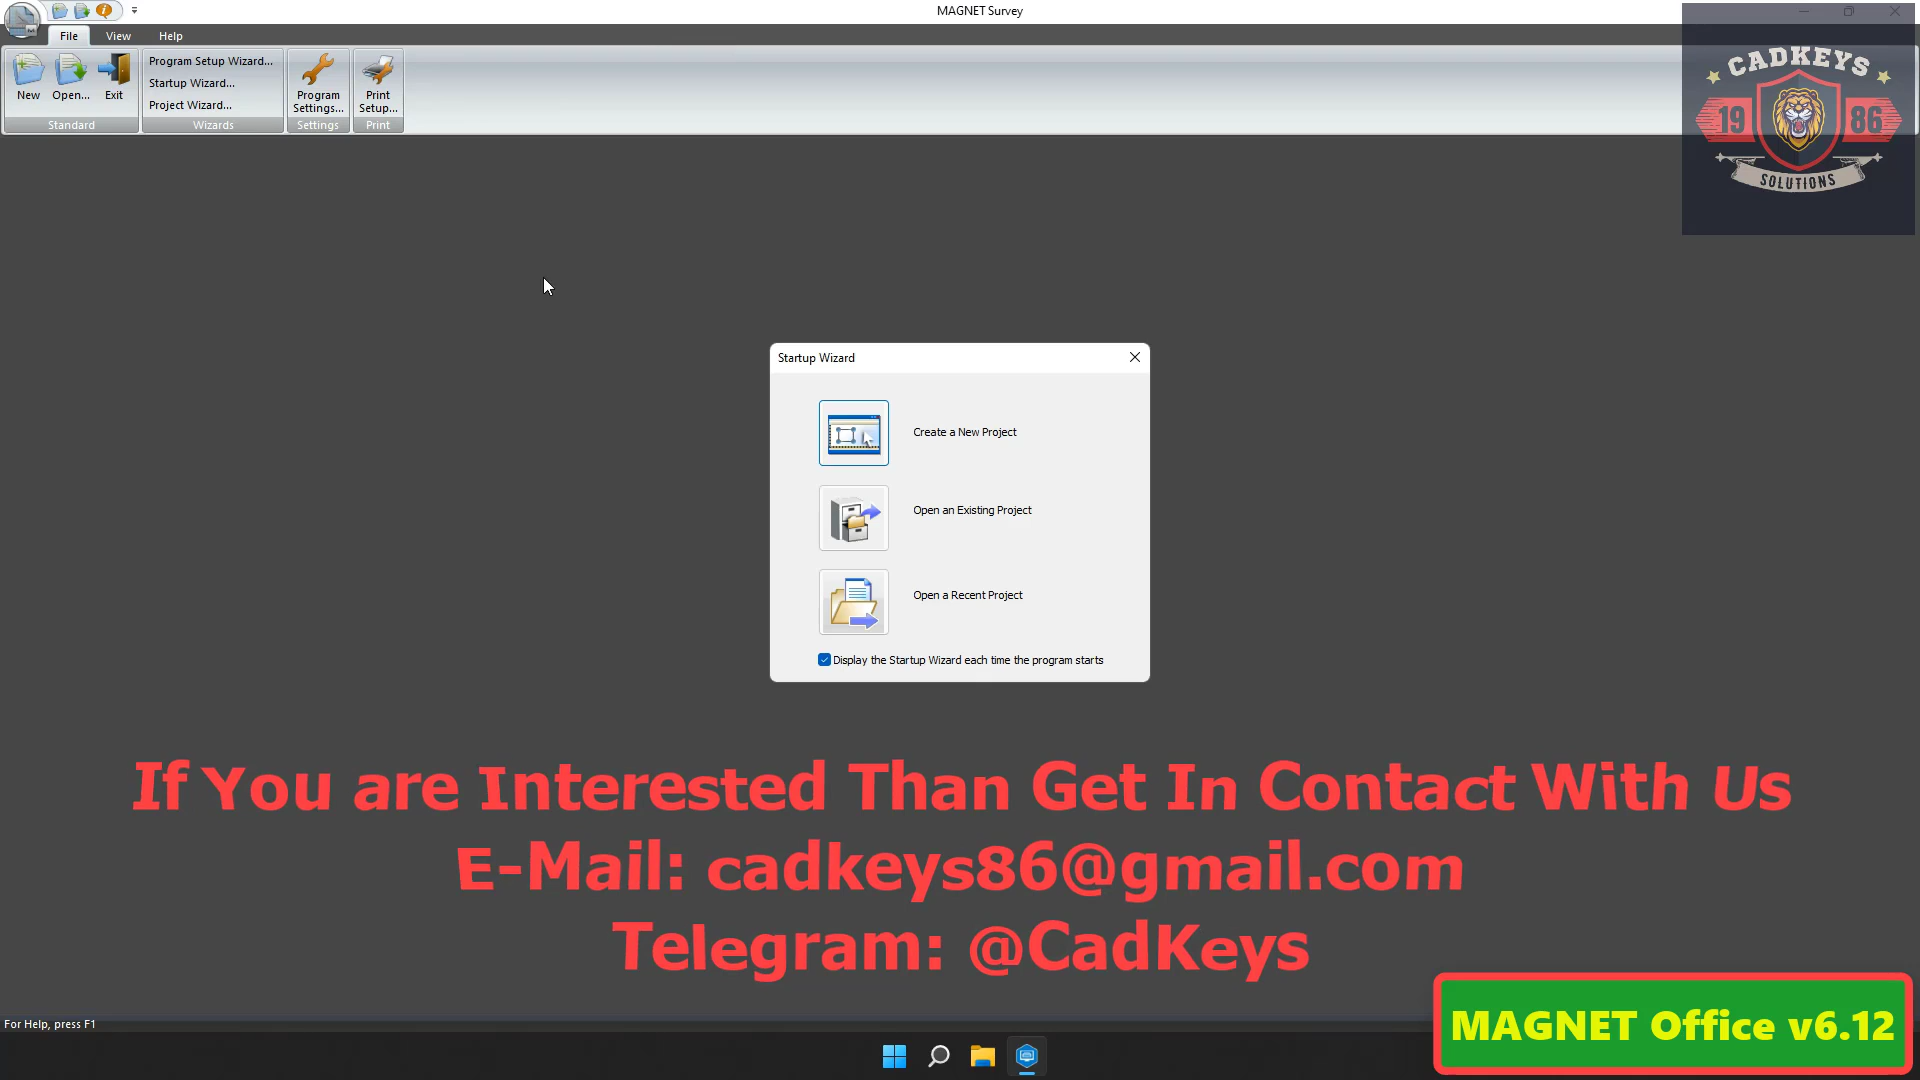 MAGNET Survey
File View Help
Program Setup Wizard...
Startup Wizard...
Project Wizard...
New Open... Exit
Program Settings...
Print Setup...
Standard Wizards Settings Print
CADKEYS
19 86
SOLUTIONS
Startup Wizard
Create a New Project
Open an Existing Project
Open a Recent Project
Display the Startup Wizard each time the program starts
If You are Interested Than Get In Contact With Us
E-Mail: cadkeys86@gmail.com
Telegram: @CadKeys
MAGNET Office v6.12
For Help, press F1